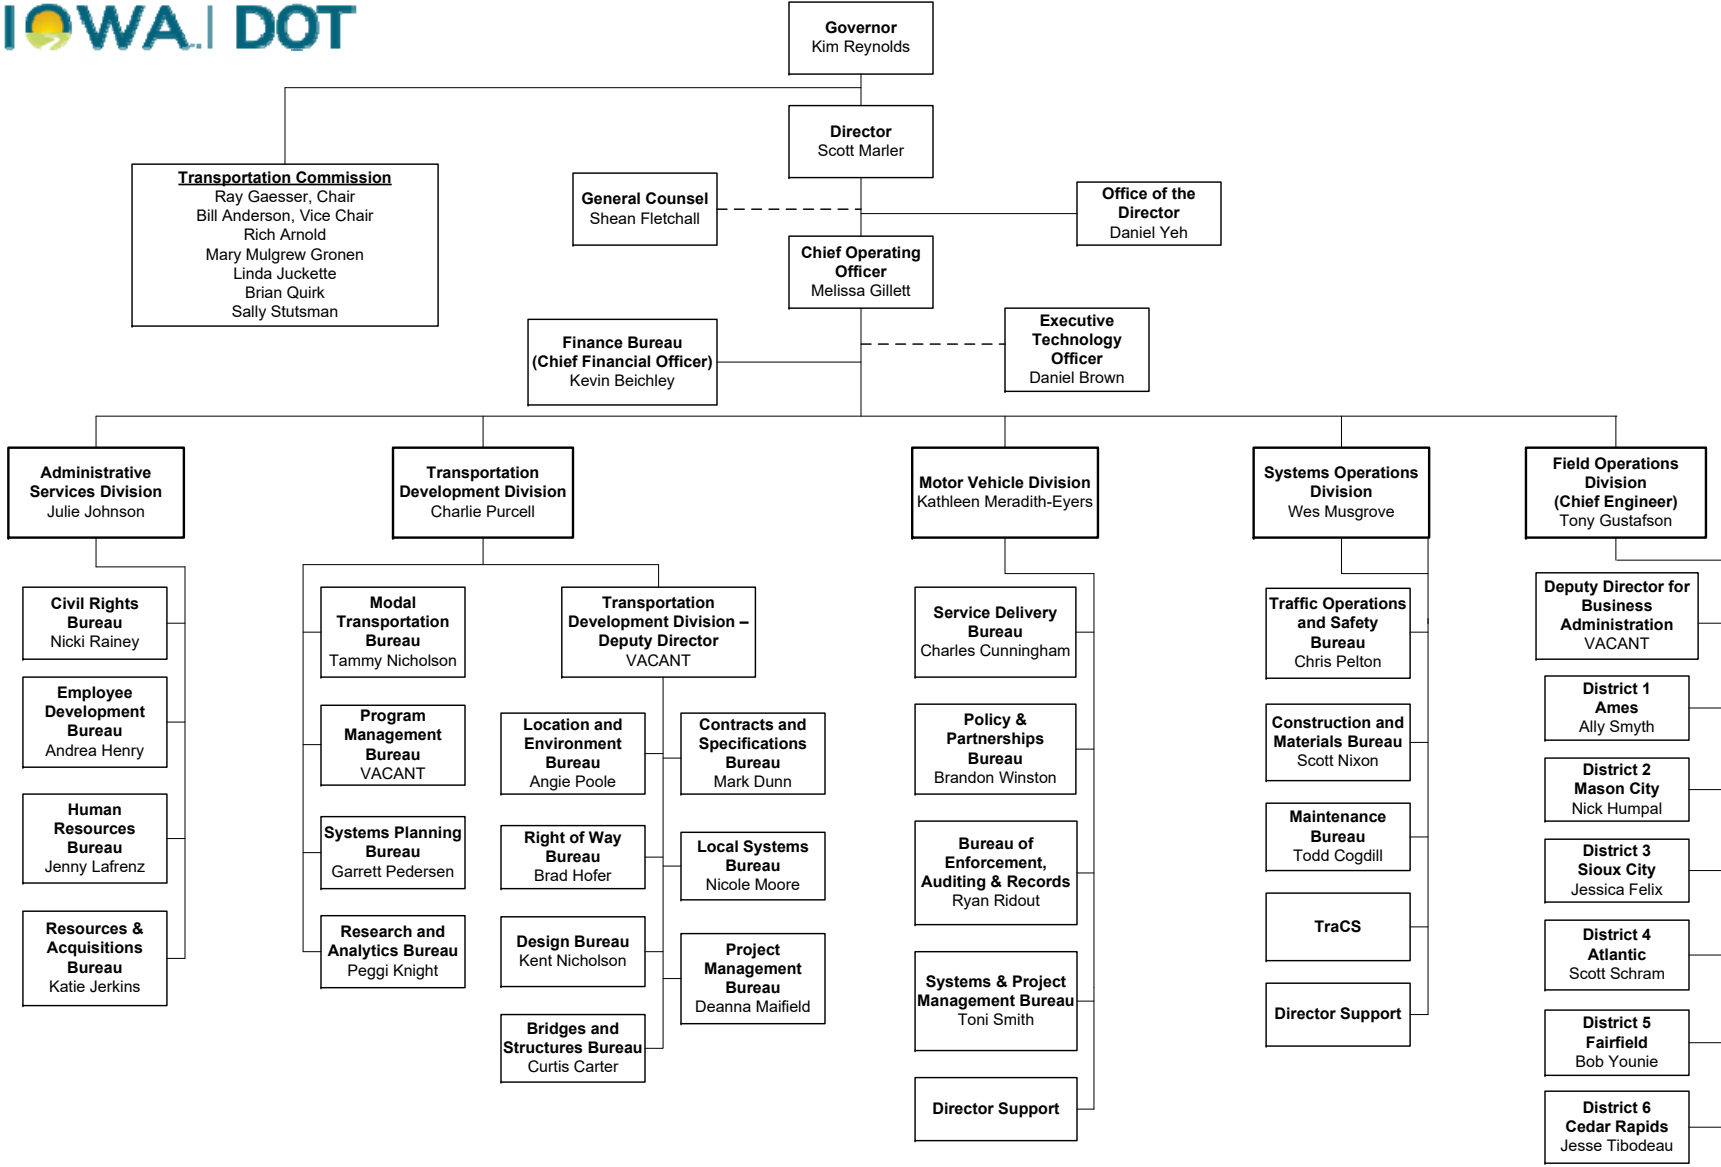 IOWA | DOT
Governor
Kim Reynolds
Director
Scott Marler
Transportation Commission
Ray Gaesser, Chair
Bill Anderson, Vice Chair
Rich Arnold
Mary Mulgrew Gronen
Linda Juckette
Brian Quirk
Sally Stutsman
General Counsel
Shean Fletchall
Office of the
Director
Daniel Yeh
Chief Operating
Officer
Melissa Gillett
Finance Bureau
(Chief Financial Officer)
Kevin Beichley
Executive
Technology
Officer
Daniel Brown
Administrative
Services Division
Julie Johnson
Transportation
Development Division
Charlie Purcell
Motor Vehicle Division
Kathleen Meradith-Eyers
Systems Operations
Division
Wes Musgrove
Field Operations
Division
(Chief Engineer)
Tony Gustafson
Civil Rights
Bureau
Nicki Rainey
Employee
Development
Bureau
Andrea Henry
Human
Resources
Bureau
Jenny Lafrenz
Resources &
Acquisitions
Bureau
Katie Jerkins
Modal
Transportation
Bureau
Tammy Nicholson
Program
Management
Bureau
VACANT
Systems Planning
Bureau
Garrett Pedersen
Research and
Analytics Bureau
Peggi Knight
Transportation
Development Division –
Deputy Director
VACANT
Location and
Environment
Bureau
Angie Poole
Right of Way
Bureau
Brad Hofer
Design Bureau
Kent Nicholson
Bridges and
Structures Bureau
Curtis Carter
Contracts and
Specifications
Bureau
Mark Dunn
Local Systems
Bureau
Nicole Moore
Project
Management
Bureau
Deanna Maifield
Service Delivery
Bureau
Charles Cunningham
Policy &
Partnerships
Bureau
Brandon Winston
Bureau of
Enforcement,
Auditing & Records
Ryan Ridout
Systems & Project
Management Bureau
Toni Smith
Director Support
Traffic Operations
and Safety
Bureau
Chris Pelton
Construction and
Materials Bureau
Scott Nixon
Maintenance
Bureau
Todd Cogdill
TraCS
Director Support
Deputy Director for
Business
Administration
VACANT
District 1
Ames
Ally Smyth
District 2
Mason City
Nick Humpal
District 3
Sioux City
Jessica Felix
District 4
Atlantic
Scott Schram
District 5
Fairfield
Bob Younie
District 6
Cedar Rapids
Jesse Tibodeau